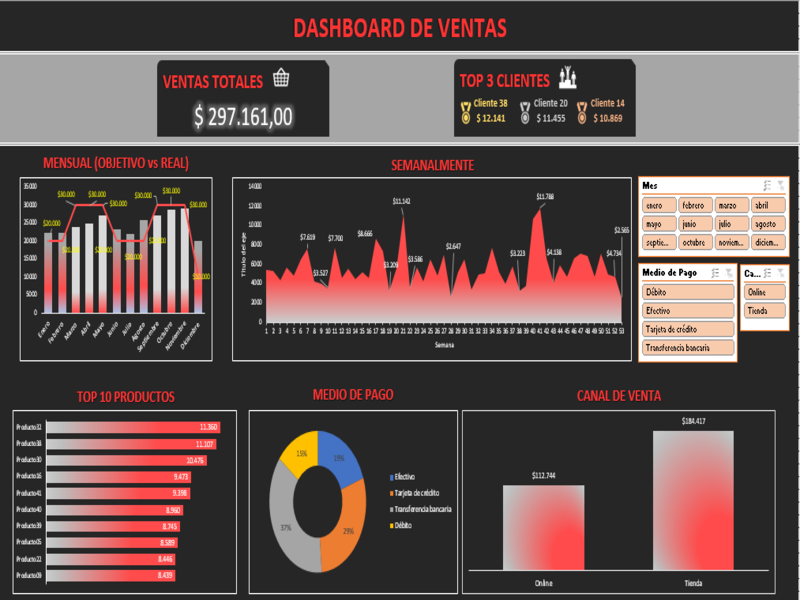 DASHBOARD DE VENTAS
VENTAS TOTALES
$ 297.161,00
TOP 3 CLIENTES
Cliente 38
$ 12.141
Cliente 20
$ 11.455
Cliente 14
$ 10.869
MENSUAL (OBJETIVO vs REAL)
35000
30000
25000
20000
15000
10000
5000
0
$20.000
$20.000
$30.000
$30.000
$20.000
$30.000
$20.000
$30.000
$20.000
$30.000
$30.000
$10.000
Enero
Febrero
Marzo
Abril
Mayo
Junio
Julio
Agosto
Septiembre
Octubre
Noviembre
Diciembre
SEMANALMENTE
Título del eje
14000
12000
10000
8000
6000
4000
2000
0
$7.619
$3.527
$7.700
$8.666
$3.209
$11.142
$3.586
$2.647
$3.223
$11.788
$4.138
$4.734
$2.565
1 2 3 4 5 6 7 8 9 10 11 12 13 14 15 16 17 18 19 20 21 22 23 24 25 26 27 28 29 30 31 32 33 34 35 36 37 38 39 40 41 42 43 44 45 46 47 48 49 50 51 52 53
Semana
Mes
enero febrero marzo abril
mayo junio julio agosto
septie... octubre noviem... diciem...
Medio de Pago
Débito
Efectivo
Tarjeta de crédito
Transferencia bancaria
Ca...
Online
Tienda
TOP 10 PRODUCTOS
Producto32 11.360
Producto38 11.107
Producto30 10.476
Producto16 9.473
Producto41 9.398
Producto40 8.960
Producto39 8.745
Producto05 8.589
Producto22 8.446
Producto09 8.439
MEDIO DE PAGO
19%
29%
37%
15%
Efectivo
Tarjeta de crédito
Transferencia bancaria
Débito
CANAL DE VENTA
$112.744
$184.417
Online
Tienda